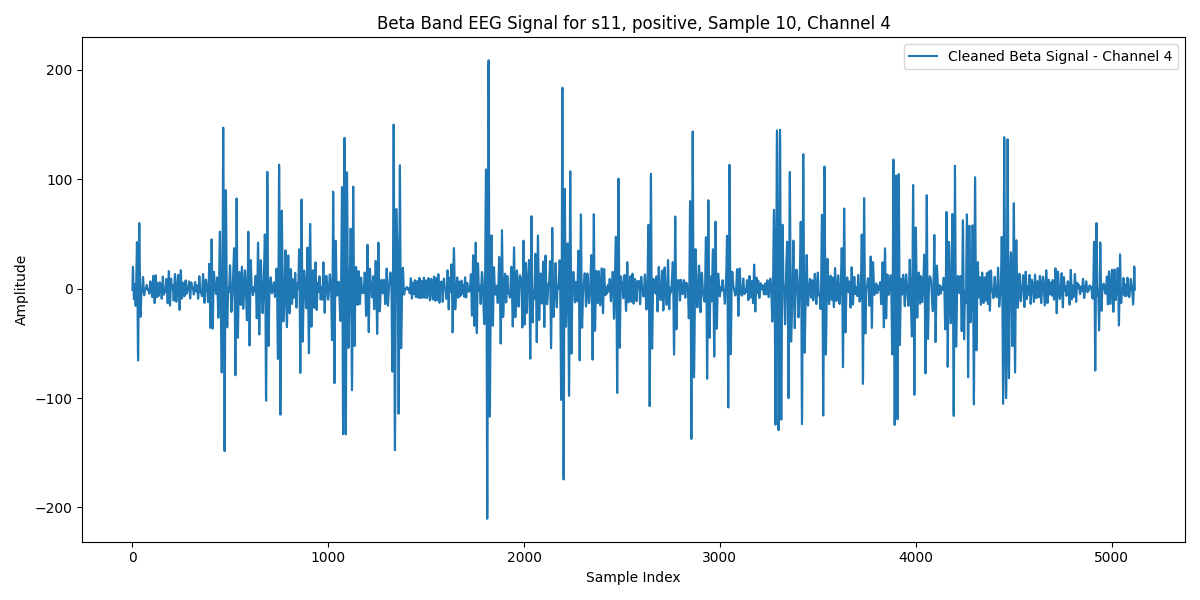 Beta Band EEG Signal for s11, positive, Sample 10, Channel 4
Cleaned Beta Signal - Channel 4
200
100
0
−100
−200
Amplitude
0 1000 2000 3000 4000 5000
Sample Index